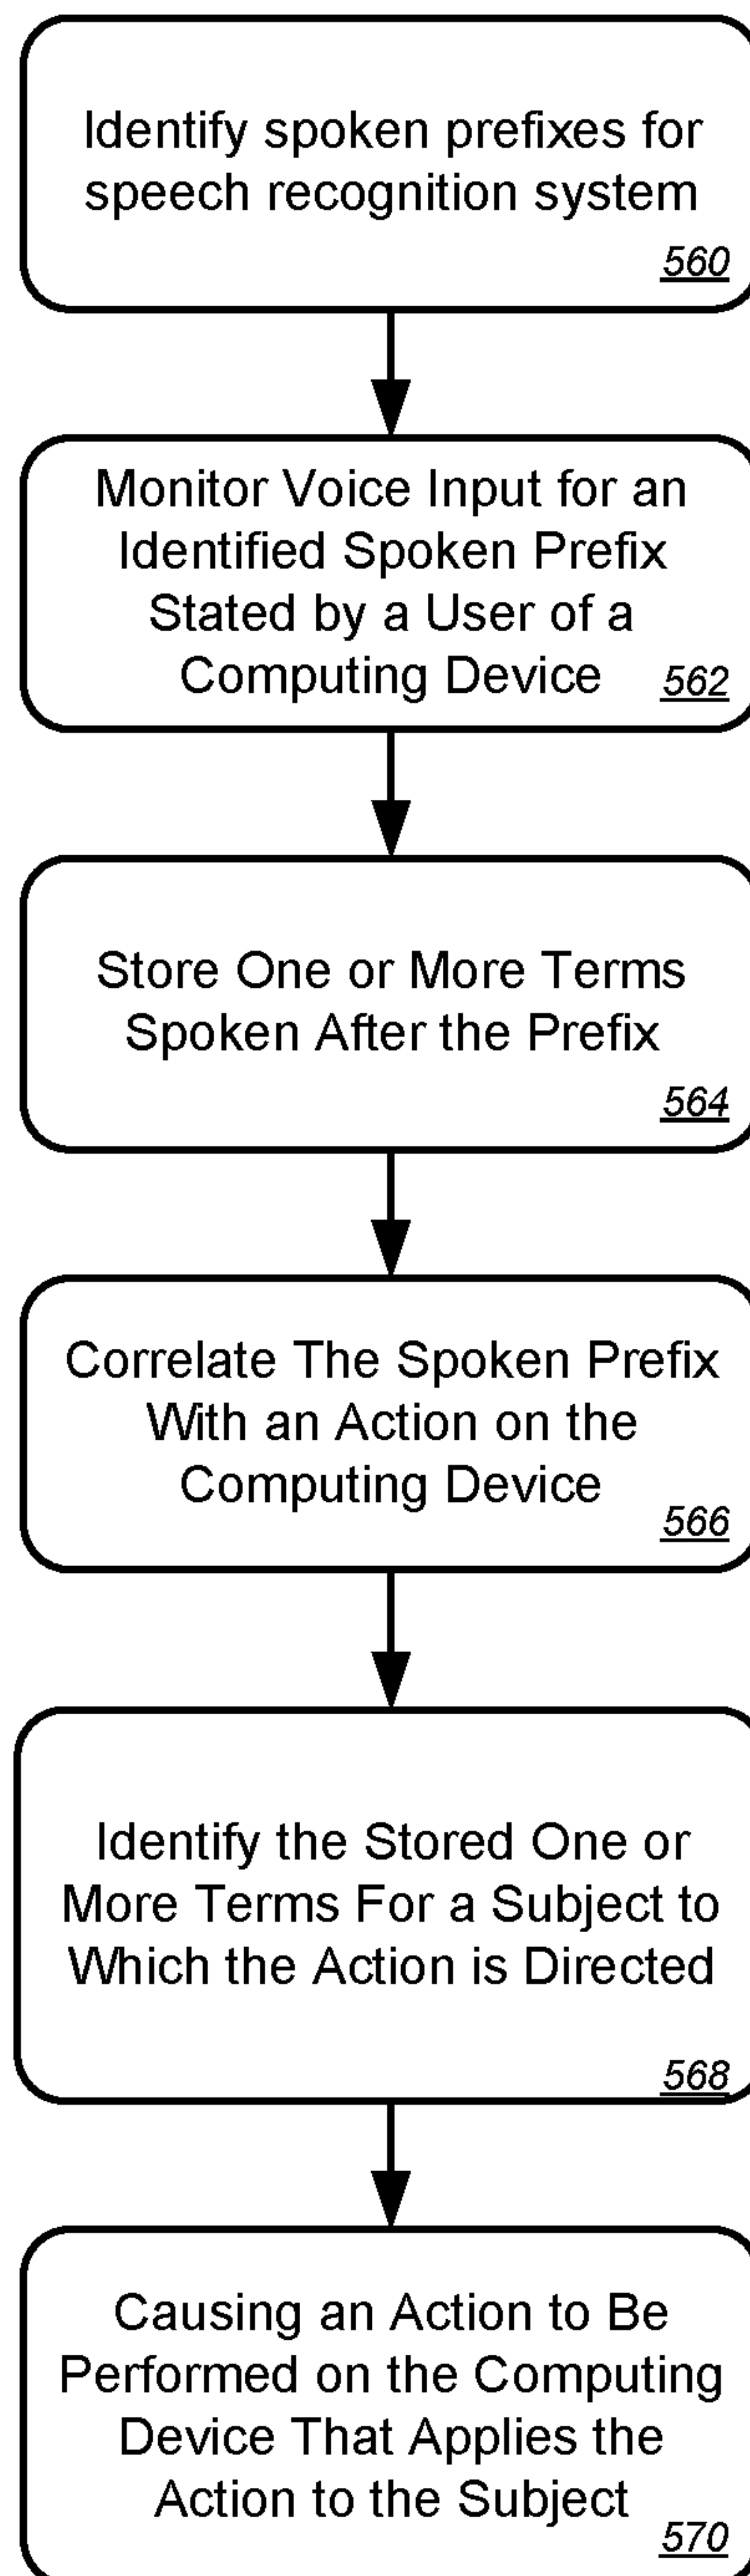 Identify spoken prefixes for
speech recognition system
560
Monitor Voice Input for an
Identified Spoken Prefix
Stated by a User of a
Computing Device
562
Store One or More Terms
Spoken After the Prefix
564
Correlate The Spoken Prefix
With an Action on the
Computing Device
566
Identify the Stored One or
More Terms For a Subject to
Which the Action is Directed
568
Causing an Action to Be
Performed on the Computing
Device That Applies the
Action to the Subject
570